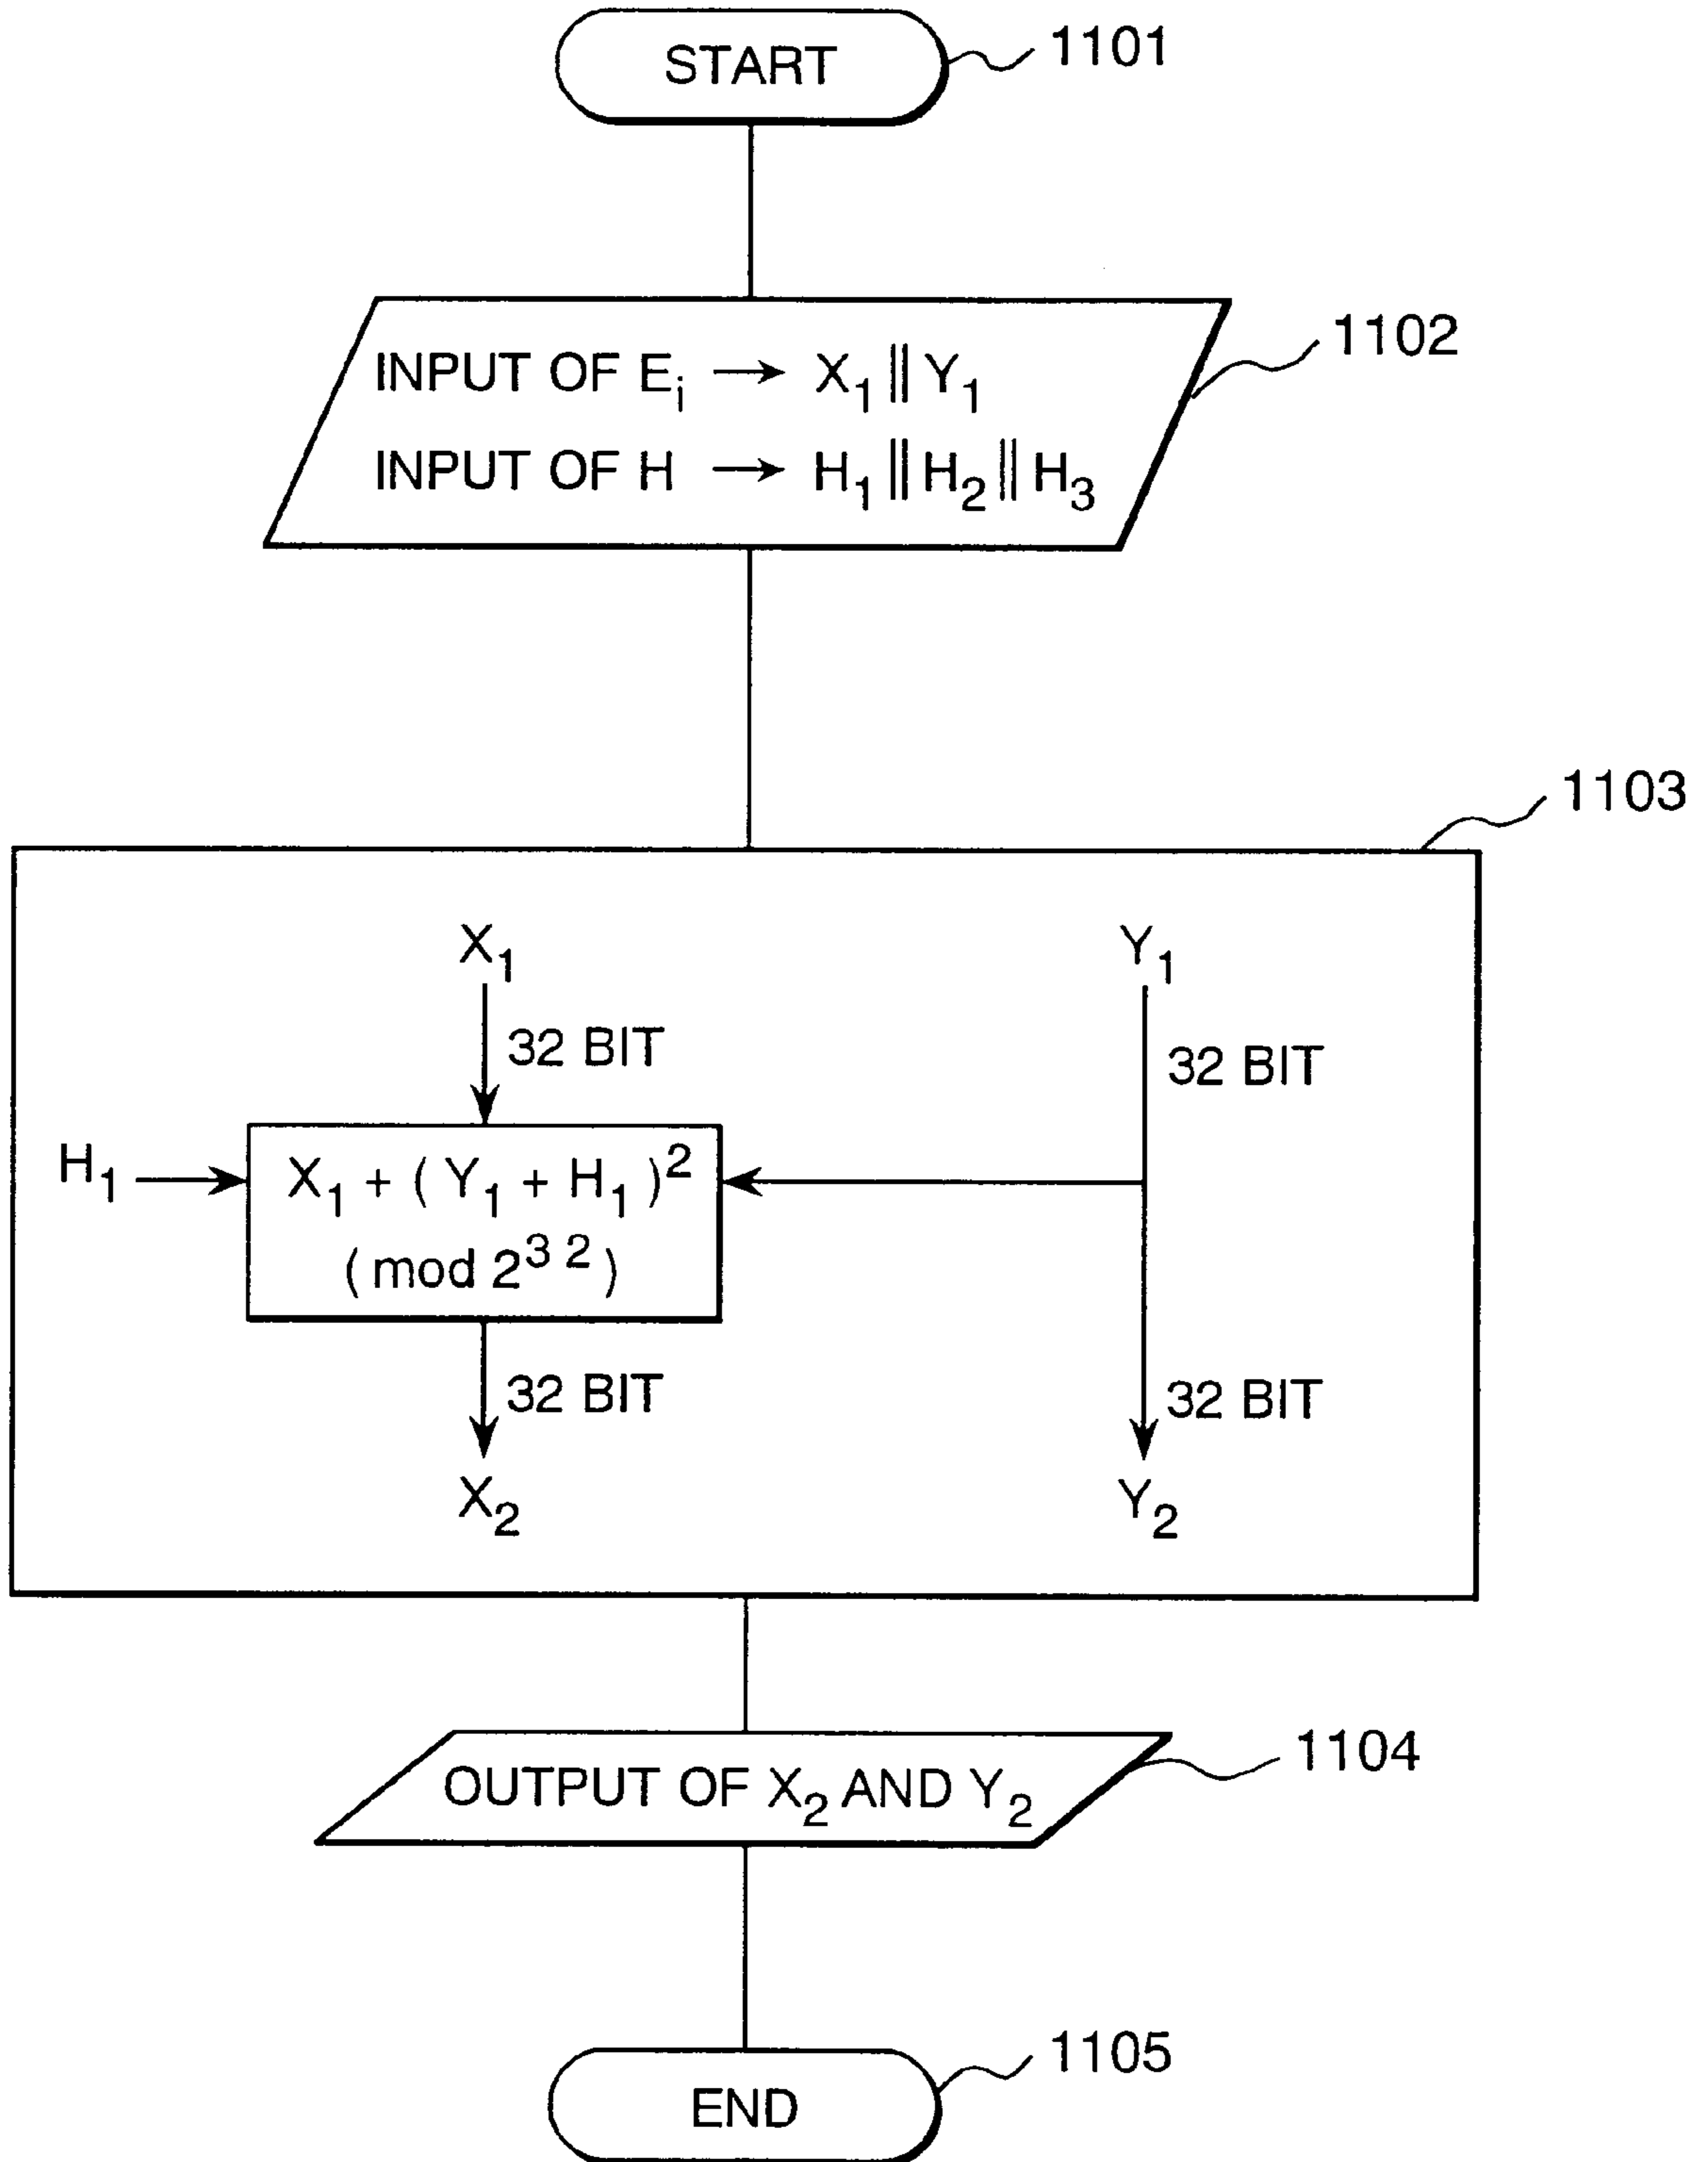 START
1101
INPUT OF Eᵢ → X₁ || Y₁
INPUT OF H → H₁ || H₂ || H₃
1102
1103
X₁
Y₁
32 BIT
32 BIT
H₁
X₁ + ( Y₁ + H₁ )²
( mod 2³ ² )
32 BIT
32 BIT
X₂
Y₂
OUTPUT OF X₂ AND Y₂
1104
END
1105